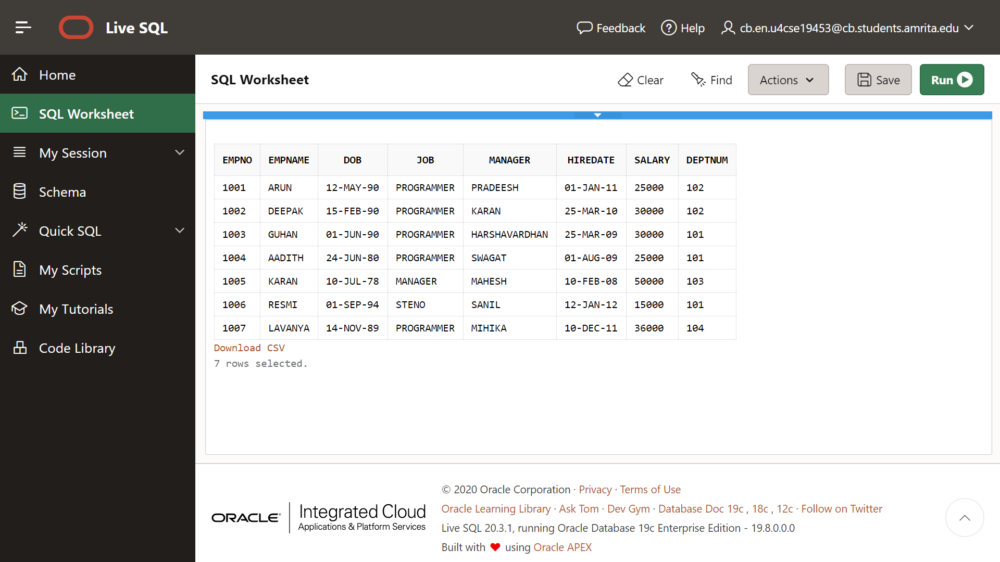 Live SQL
Feedback Help cb.en.u4cse19453@cb.students.amrita.edu
Home
SQL Worksheet
My Session
Schema
Quick SQL
My Scripts
My Tutorials
Code Library
SQL Worksheet Clear Find Actions Save Run
EMPNO EMPNAME DOB JOB MANAGER HIREDATE SALARY DEPTNUM
1001 ARUN 12-MAY-90 PROGRAMMER PRADEESH 01-JAN-11 25000 102
1002 DEEPAK 15-FEB-90 PROGRAMMER KARAN 25-MAR-10 30000 102
1003 GUHAN 01-JUN-90 PROGRAMMER HARSHAVARDHAN 25-MAR-09 30000 101
1004 AADITH 24-JUN-80 PROGRAMMER SWAGAT 01-AUG-09 25000 101
1005 KARAN 10-JUL-78 MANAGER MAHESH 10-FEB-08 50000 103
1006 RESMI 01-SEP-94 STENO SANIL 12-JAN-12 15000 101
1007 LAVANYA 14-NOV-89 PROGRAMMER MIHIKA 10-DEC-11 36000 104
Download CSV
7 rows selected.
ORACLE Integrated Cloud
Applications & Platform Services
© 2020 Oracle Corporation · Privacy · Terms of Use
Oracle Learning Library · Ask Tom · Dev Gym · Database Doc 19c , 18c , 12c · Follow on Twitter
Live SQL 20.3.1, running Oracle Database 19c Enterprise Edition - 19.8.0.0.0
Built with ❤ using Oracle APEX